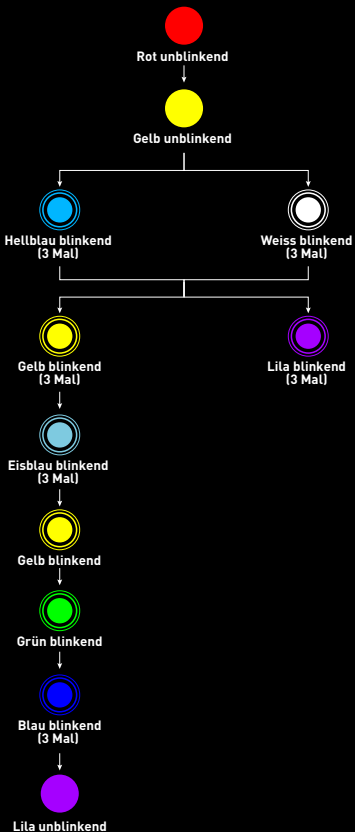 Rot unblinkend
Gelb unblinkend
Hellblau blinkend
(3 Mal)
Weiss blinkend
(3 Mal)
Gelb blinkend
(3 Mal)
Lila blinkend
(3 Mal)
Eisblau blinkend
(3 Mal)
Gelb blinkend
Grün blinkend
Blau blinkend
(3 Mal)
Lila unblinkend